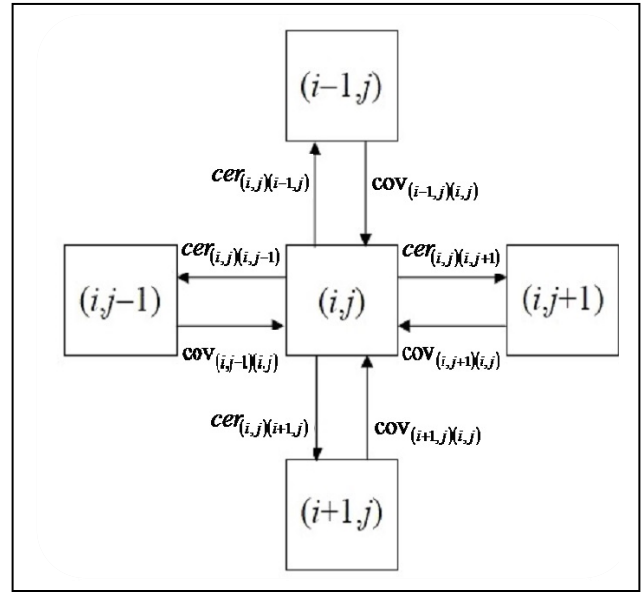 (i−1,j)
cer(i,j)(i−1,j) cov(i−1,j)(i,j)
cer(i,j)(i,j−1) cer(i,j)(i,j+1)
(i,j−1) (i,j) (i,j+1)
cov(i,j−1)(i,j) cov(i,j+1)(i,j)
cer(i,j)(i+1,j) cov(i+1,j)(i,j)
(i+1,j)